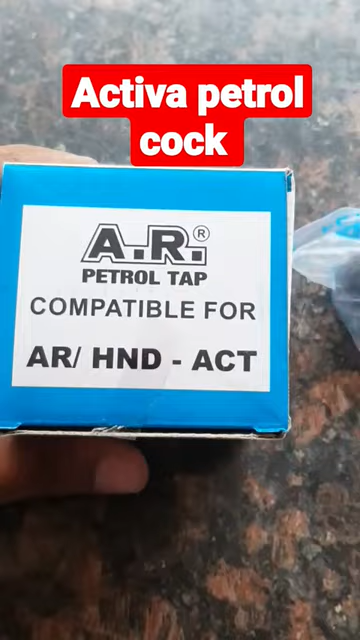 Activa petrol
cock
A.R.®
PETROL TAP
COMPATIBLE FOR
AR/ HND - ACT